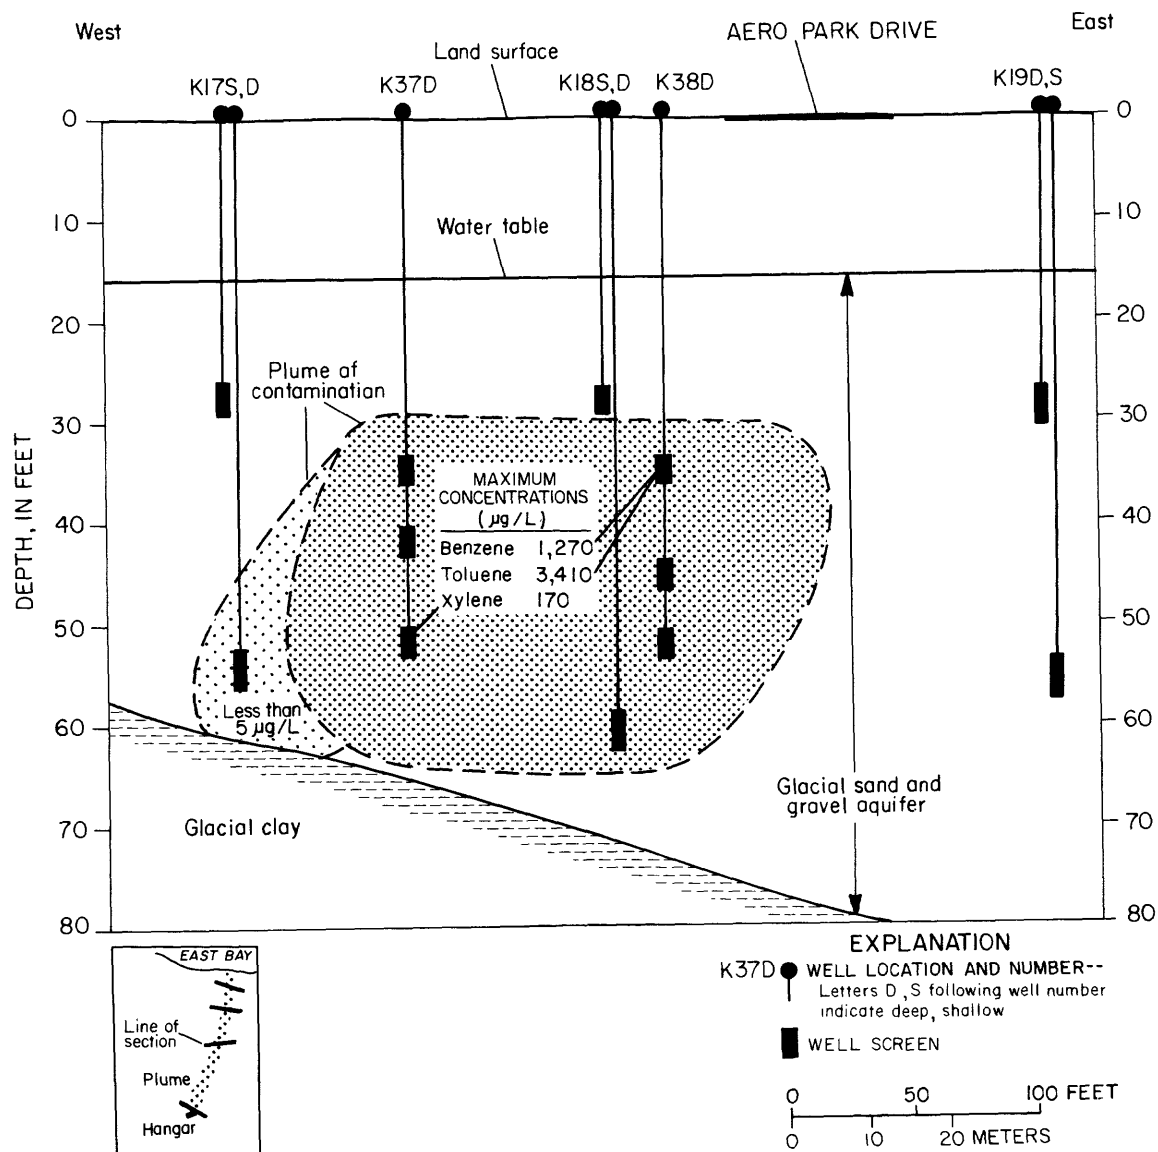 West
East
AERO PARK DRIVE
Land surface
K17S,D
K37D
K18S,D
K38D
K19D,S
0
0
10
10
Water table
20
20
Plume of
contamination
30
30
MAXIMUM
CONCENTRATIONS
(µg/L)
Benzene 1,270
Toluene 3,410
Xylene 170
40
40
50
50
DEPTH, IN FEET
Less than
5 µg/L
60
60
Glacial sand and
gravel aquifer
Glacial clay
70
70
80
80
EAST BAY
Line of
section
Plume
Hangar
EXPLANATION
K37D WELL LOCATION AND NUMBER--
Letters D, S following well number
indicate deep, shallow
WELL SCREEN
0 50 100 FEET
0 10 20 METERS